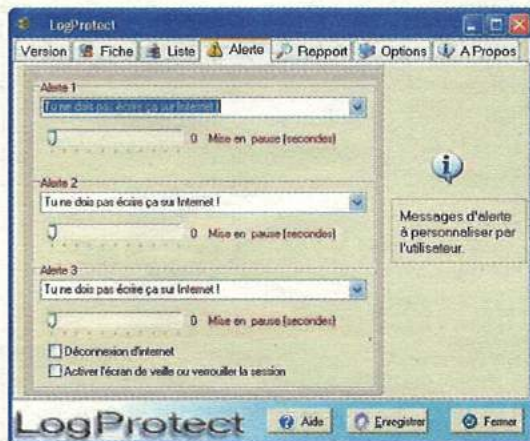 LogProtect
Version Fiche Liste Alerte Rapport Options A Propos
Alerte 1
Tu ne dois pas écrire ça sur Internet !
0 Mise en pause (secondes)
Alerte 2
Tu ne dois pas écrire ça sur Internet !
0 Mise en pause (secondes)
Alerte 3
Tu ne dois pas écrire ça sur Internet !
0 Mise en pause (secondes)
Déconnexion d'internet
Activer l'écran de veille ou verrouiller la session
Messages d'alerte
à personnaliser par
l'utilisateur.
LogProtect Aide Enregistrer Fermer